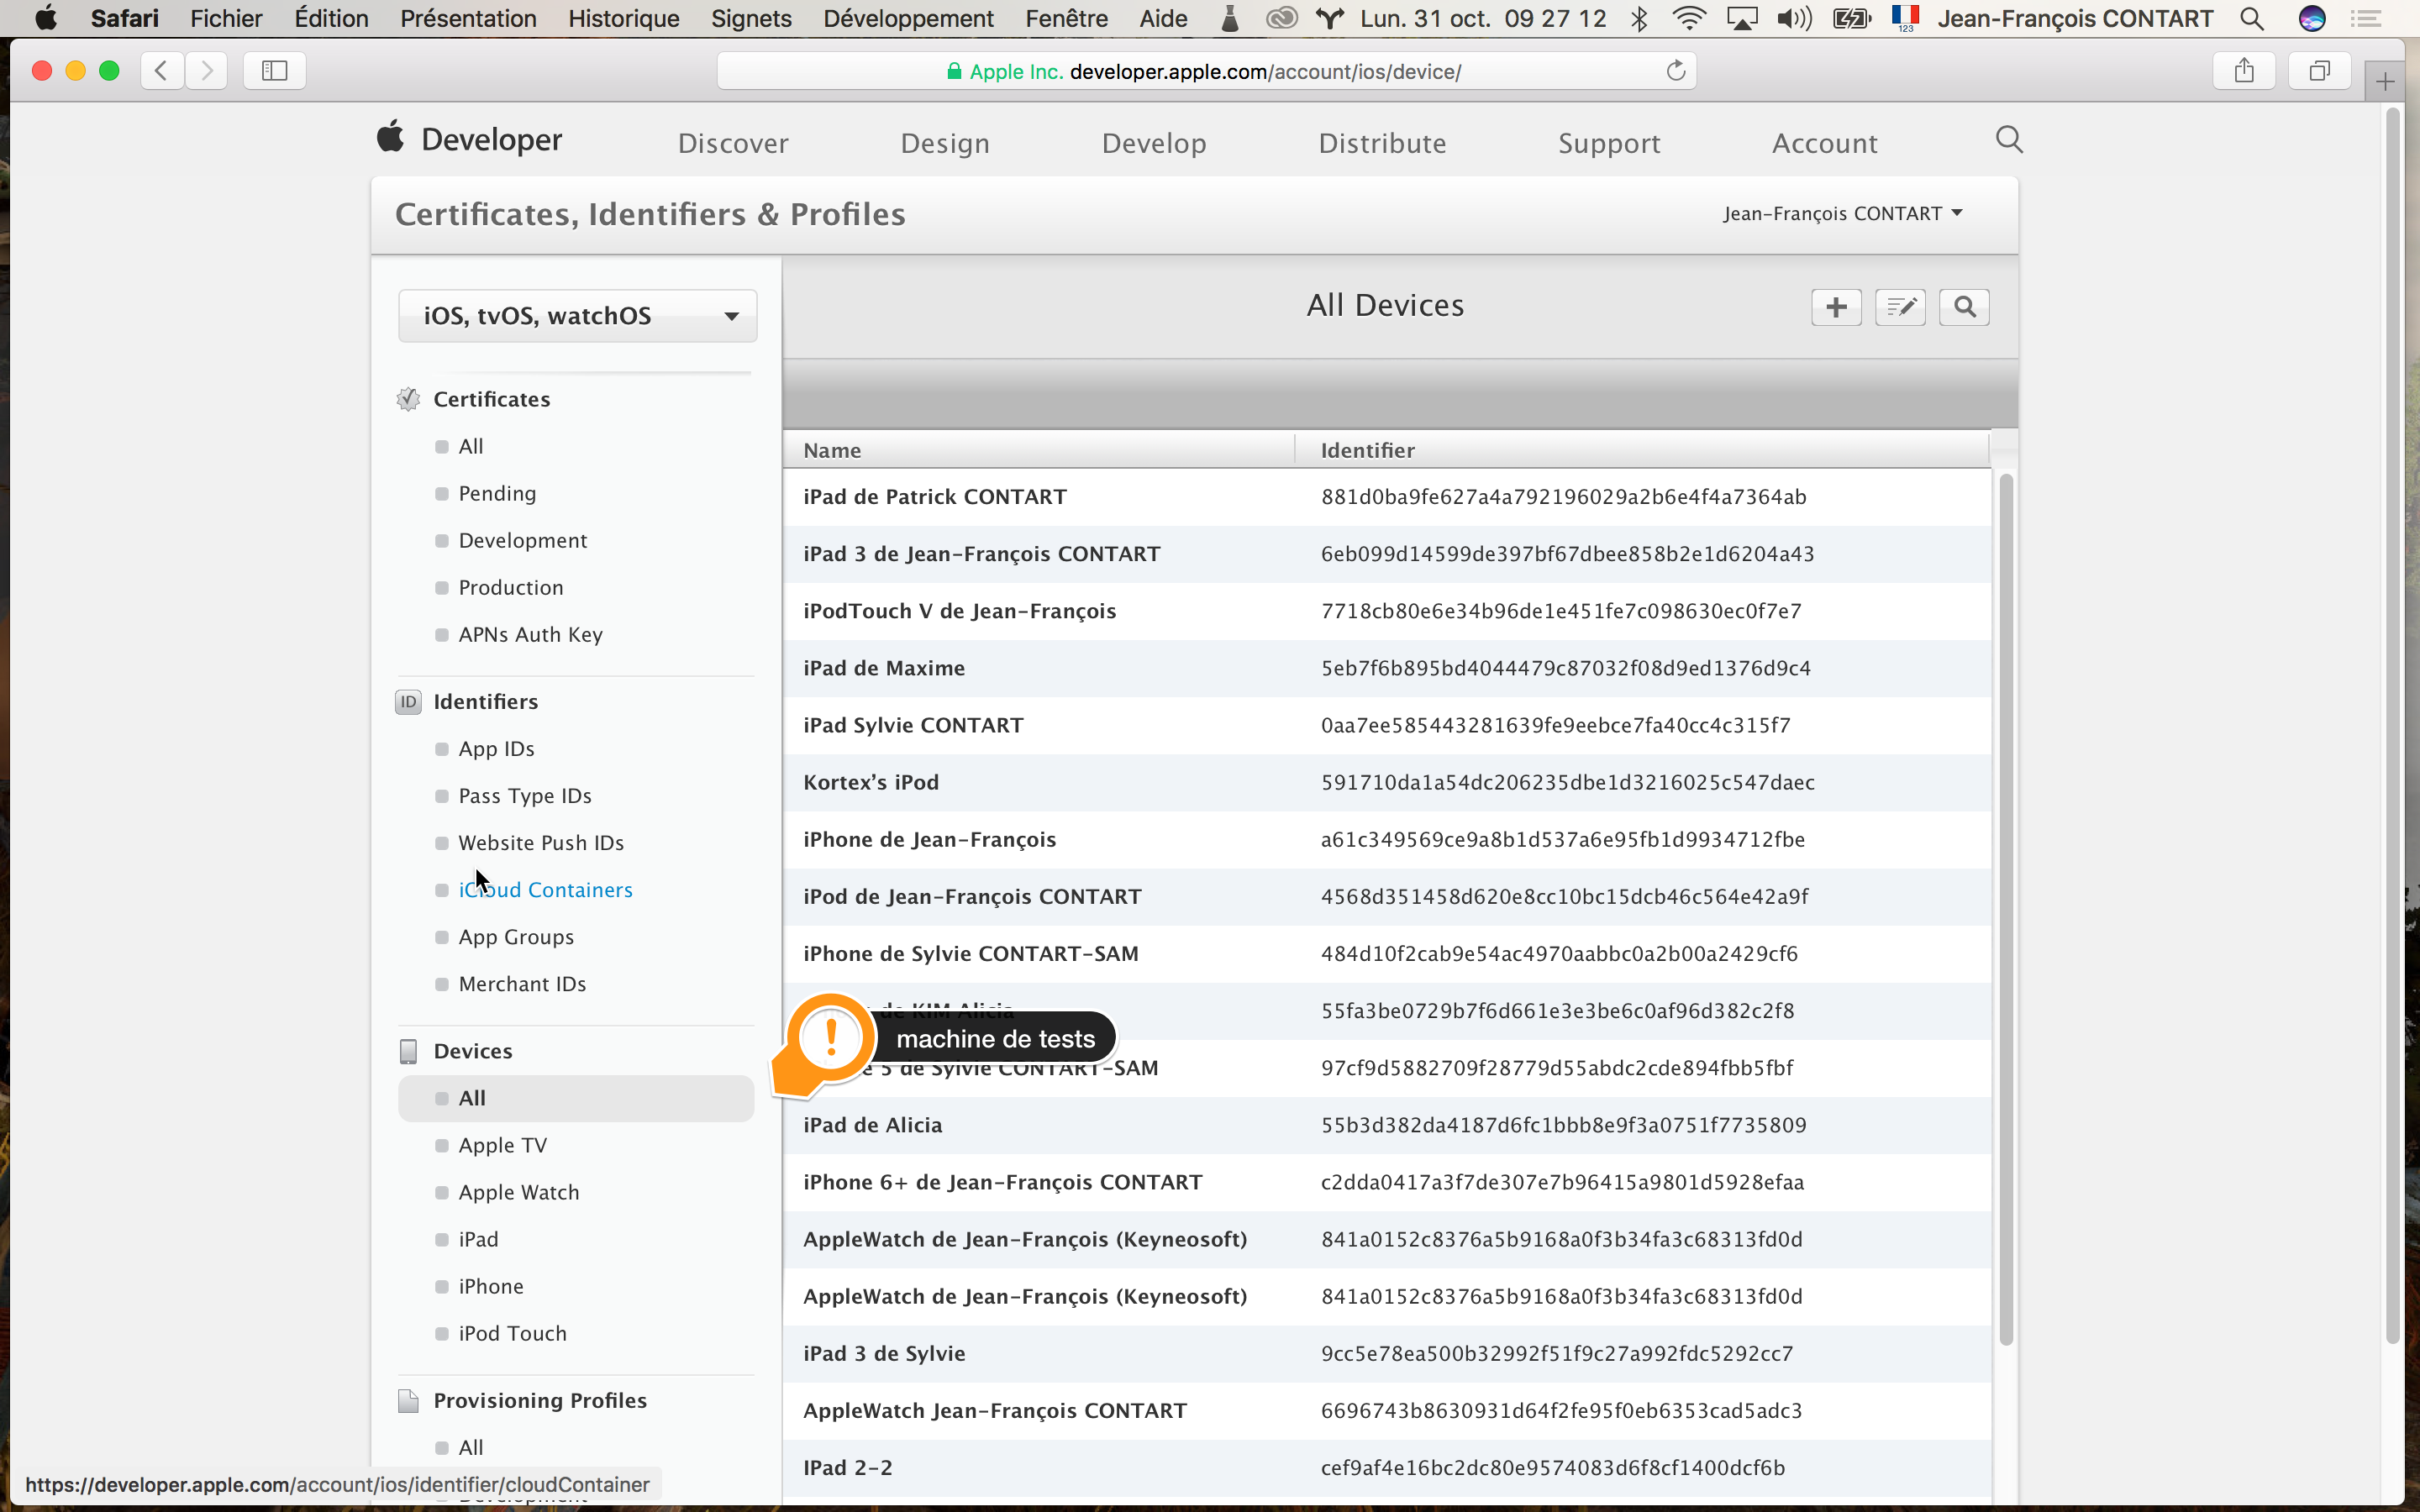 Safari Fichier Édition Présentation Historique Signets Développement Fenêtre Aide Lun. 31 oct. 09 27 12 123 Jean-François CONTART
Apple Inc. developer.apple.com/account/ios/device/
Developer Discover Design Develop Distribute Support Account
Certificates, Identifiers & Profiles
Jean-François CONTART
iOS, tvOS, watchOS
Certificates
All
Pending
Development
Production
APNs Auth Key
ID Identifiers
App IDs
Pass Type IDs
Website Push IDs
iCloud Containers
App Groups
Merchant IDs
Devices
All
Apple TV
Apple Watch
iPad
iPhone
iPod Touch
Provisioning Profiles
All
https://developer.apple.com/account/ios/identifier/cloudContainer
All Devices
Name Identifier
iPad de Patrick CONTART 881d0ba9fe627a4a792196029a2b6e4f4a7364ab
iPad 3 de Jean-François CONTART 6eb099d14599de397bf67dbee858b2e1d6204a43
iPodTouch V de Jean-François 7718cb80e6e34b96de1e451fe7c098630ec0f7e7
iPad de Maxime 5eb7f6b895bd4044479c87032f08d9ed1376d9c4
iPad Sylvie CONTART 0aa7ee585443281639fe9eebce7fa40cc4c315f7
Kortex’s iPod 591710da1a54dc206235dbe1d3216025c547daec
iPhone de Jean-François a61c349569ce9a8b1d537a6e95fb1d9934712fbe
iPod de Jean-François CONTART 4568d351458d620e8cc10bc15dcb46c564e42a9f
iPhone de Sylvie CONTART-SAM 484d10f2cab9e54ac4970aabbc0a2b00a2429cf6
de KIM Alicia 55fa3be0729b7f6d661e3e3be6c0af96d382c2f8
machine de tests
5 de Sylvie CONTART-SAM 97cf9d5882709f28779d55abdc2cde894fbb5fbf
iPad de Alicia 55b3d382da4187d6fc1bbb8e9f3a0751f7735809
iPhone 6+ de Jean-François CONTART c2dda0417a3f7de307e7b96415a9801d5928efaa
AppleWatch de Jean-François (Keyneosoft) 841a0152c8376a5b9168a0f3b34fa3c68313fd0d
AppleWatch de Jean-François (Keyneosoft) 841a0152c8376a5b9168a0f3b34fa3c68313fd0d
iPad 3 de Sylvie 9cc5e78ea500b32992f51f9c27a992fdc5292cc7
AppleWatch Jean-François CONTART 6696743b8630931d64f2fe95f0eb6353cad5adc3
IPad 2-2 cef9af4e16bc2dc80e9574083d6f8cf1400dcf6b